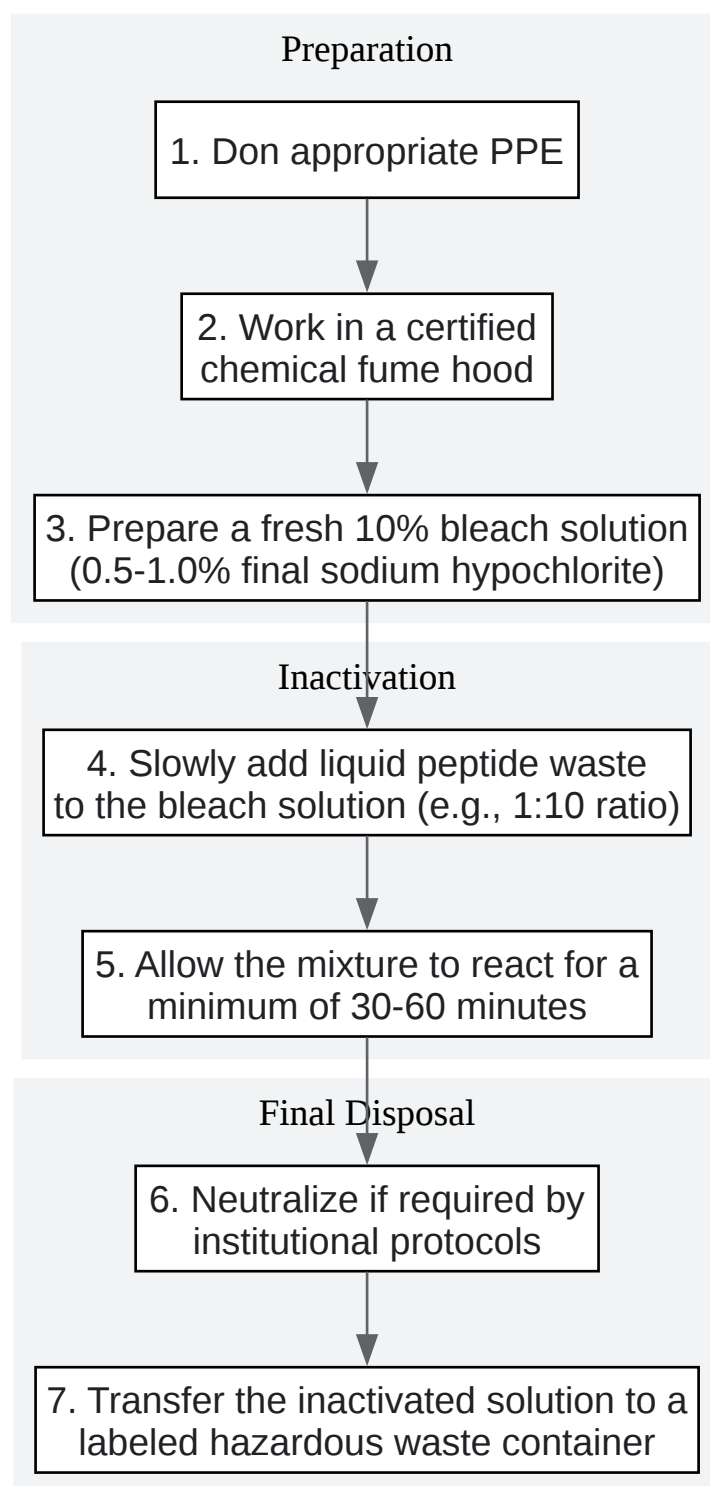 Preparation
1. Don appropriate PPE
2. Work in a certified
chemical fume hood
3. Prepare a fresh 10% bleach solution
(0.5-1.0% final sodium hypochlorite)
Inactivation
4. Slowly add liquid peptide waste
to the bleach solution (e.g., 1:10 ratio)
5. Allow the mixture to react for a
minimum of 30-60 minutes
Final Disposal
6. Neutralize if required by
institutional protocols
7. Transfer the inactivated solution to a
labeled hazardous waste container